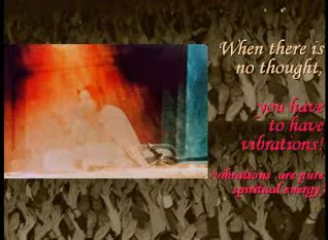 When there is
no thought,
you have
to have
vibrations!
vibrations are pure
spiritual energy!